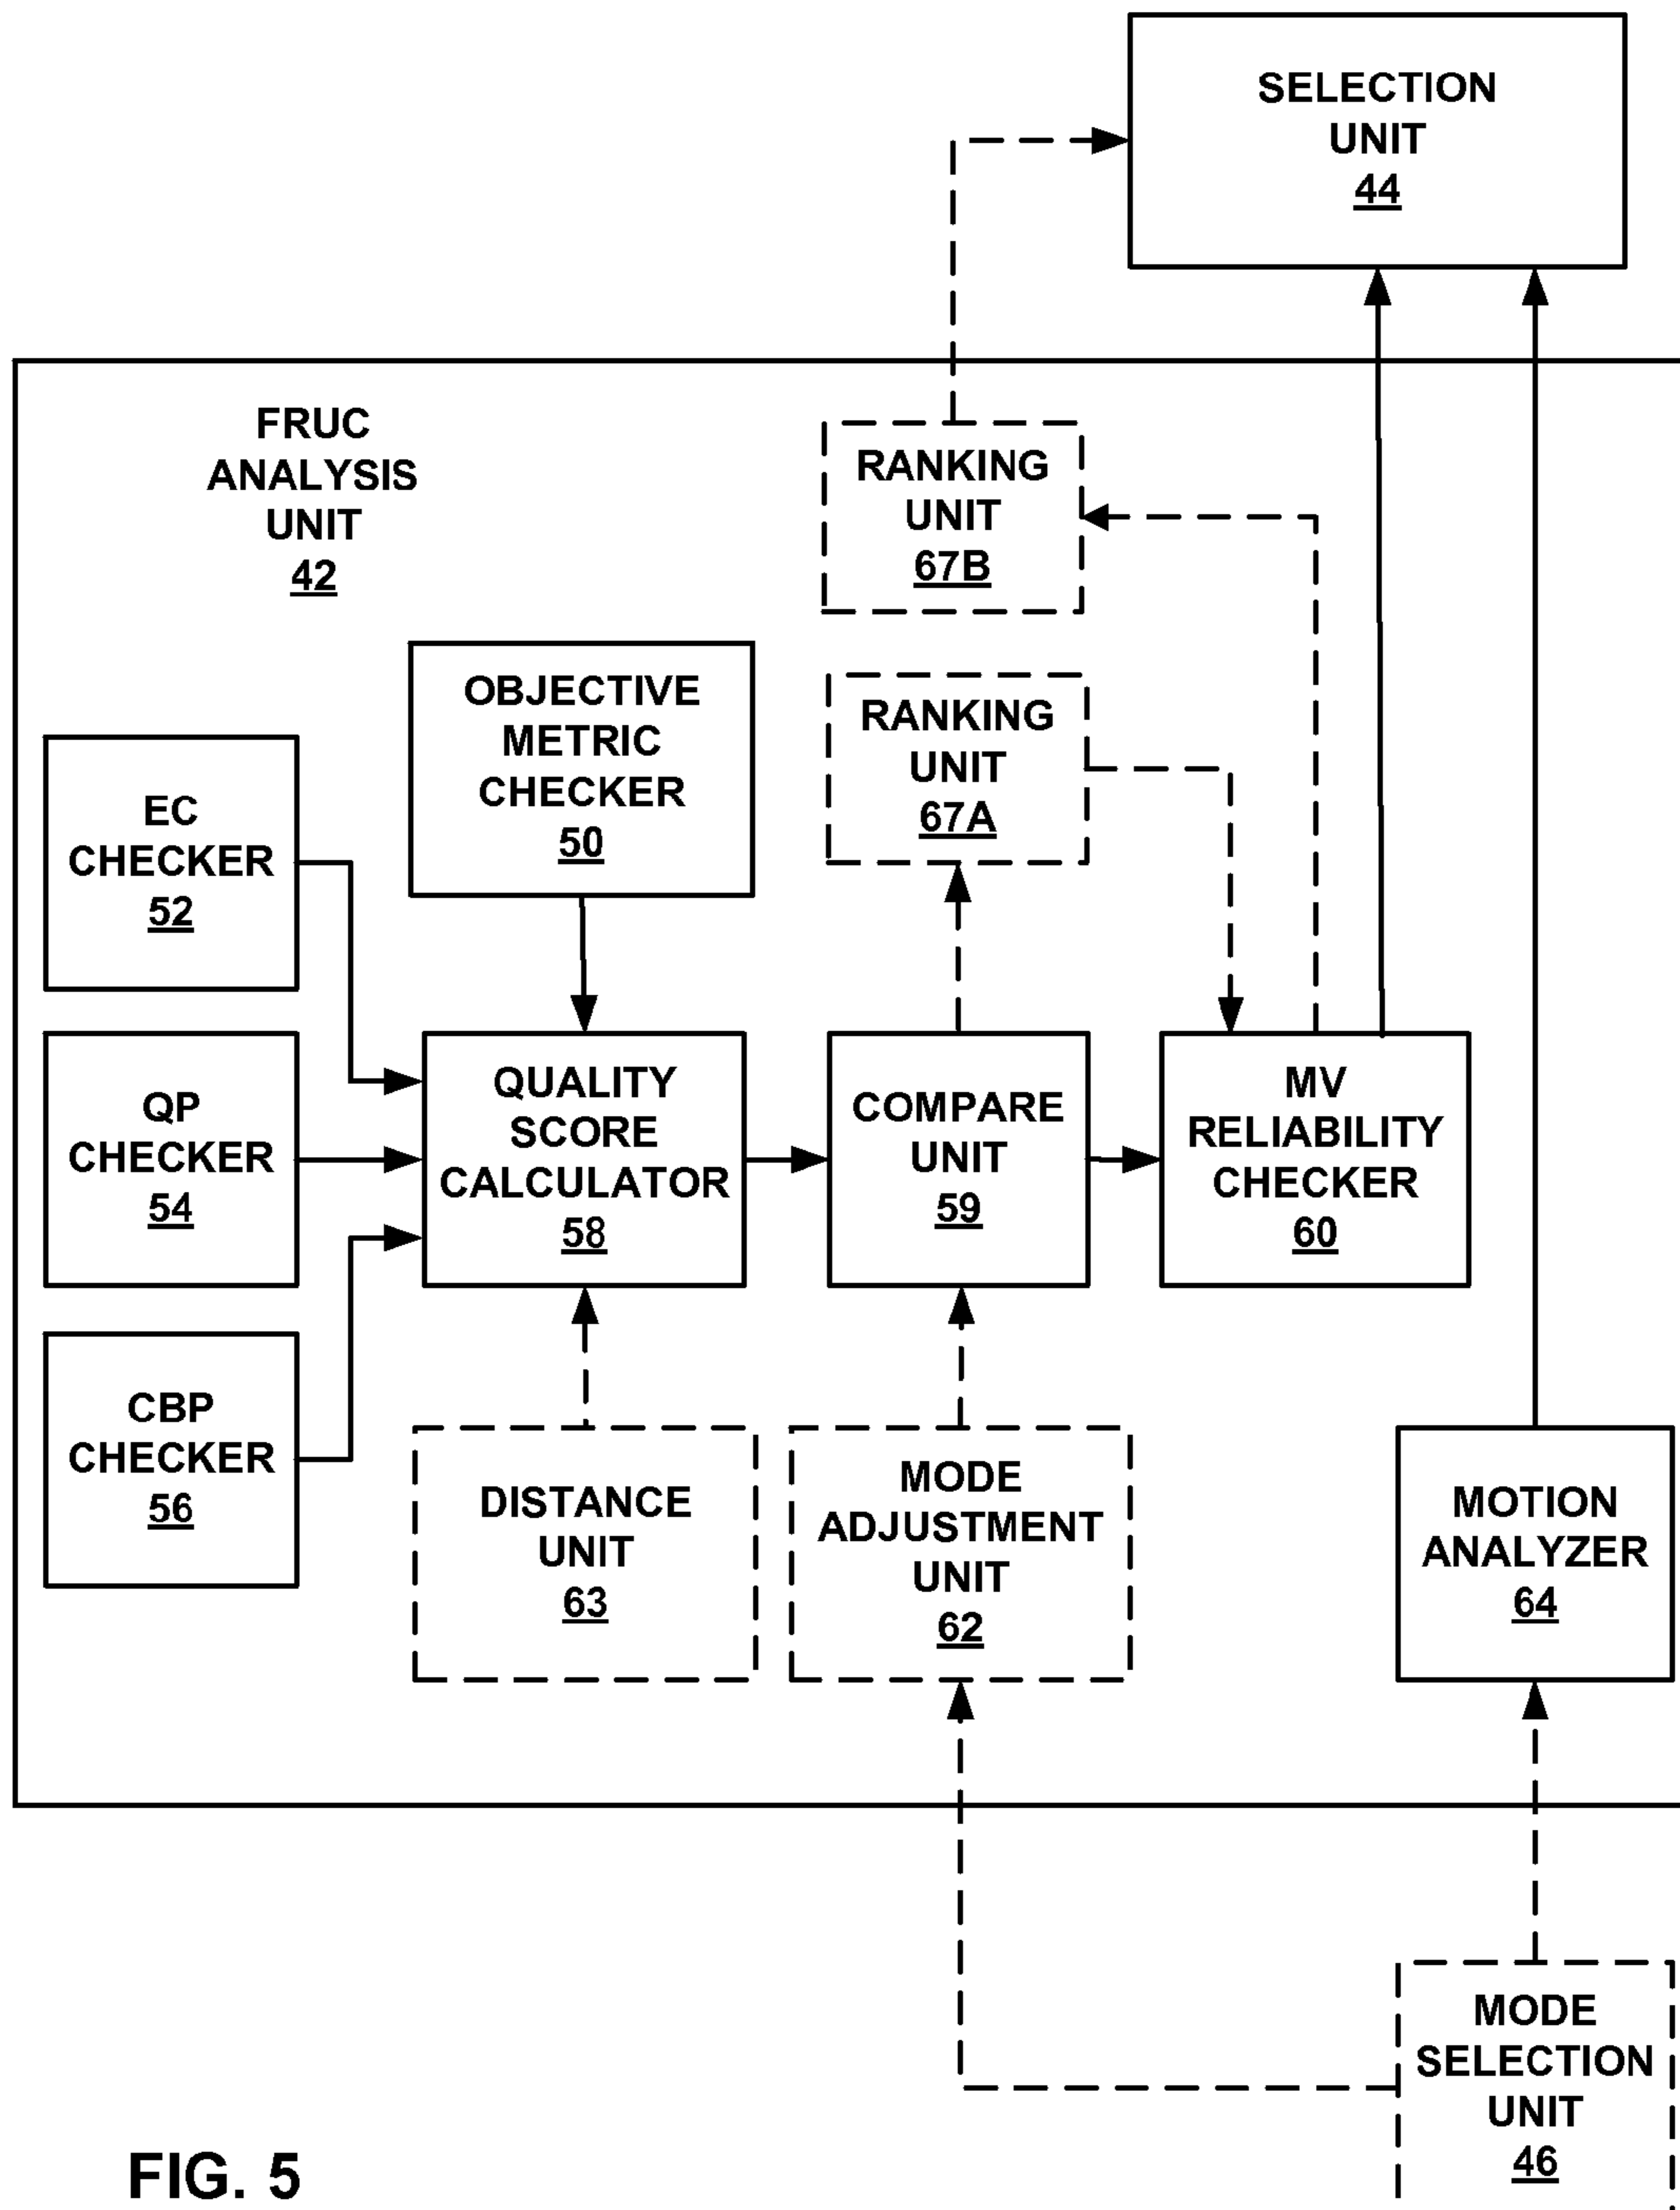 SELECTION
UNIT
44
FRUC
ANALYSIS
UNIT
42
RANKING
UNIT
67B
OBJECTIVE
METRIC
CHECKER
50
RANKING
UNIT
67A
EC
CHECKER
52
QP
CHECKER
54
QUALITY
SCORE
CALCULATOR
58
COMPARE
UNIT
59
MV
RELIABILITY
CHECKER
60
CBP
CHECKER
56
DISTANCE
UNIT
63
MODE
ADJUSTMENT
UNIT
62
MOTION
ANALYZER
64
MODE
SELECTION
UNIT
46
FIG. 5